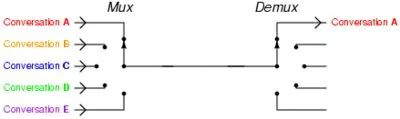 Mux Demux
Conversation A Conversation A
Conversation B
Conversation C
Conversation D
Conversation E